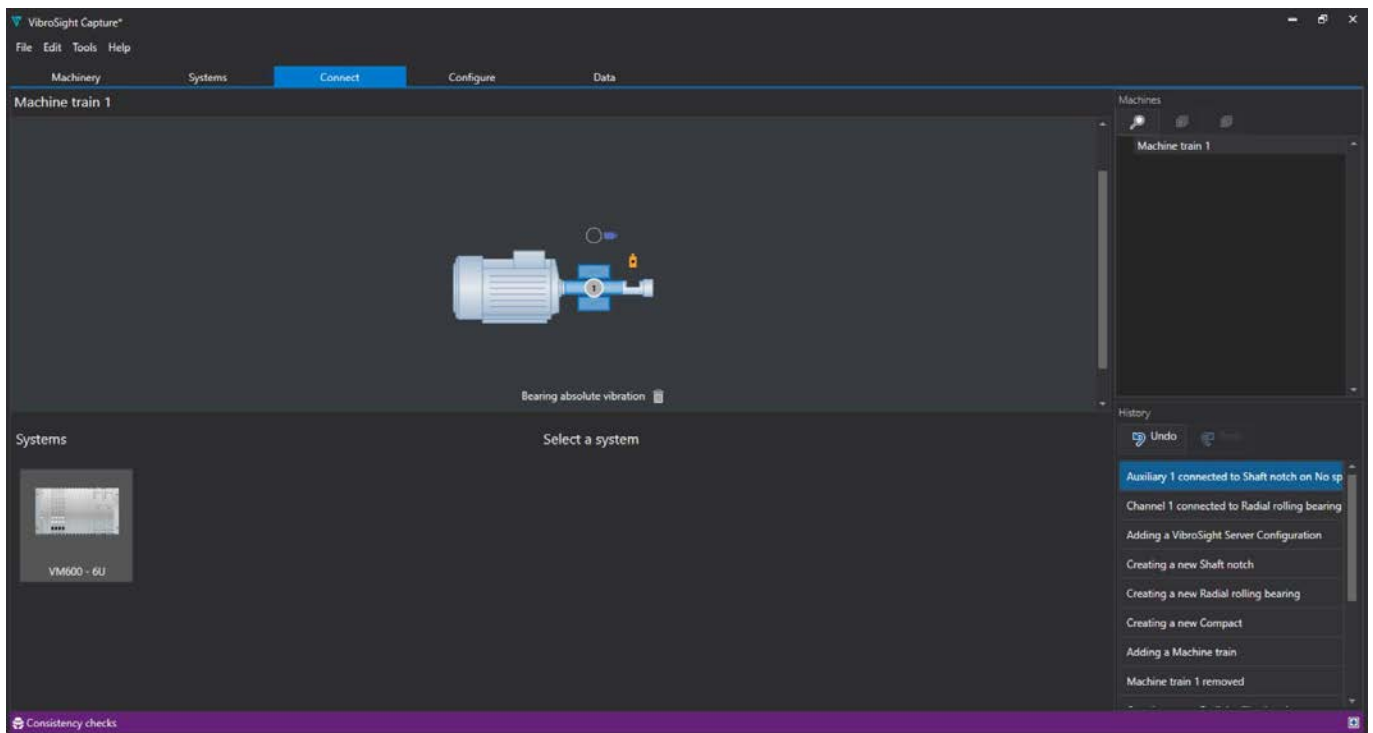 VibroSight Capture*
File Edit Tools Help
Machinery Systems Connect Configure Data
Machine train 1
Machines
Machine train 1
1
Bearing absolute vibration
History
Undo
Systems
Select a system
VM600 - 6U
Auxiliary 1 connected to Shaft notch on No sp
Channel 1 connected to Radial rolling bearing
Adding a VibroSight Server Configuration
Creating a new Shaft notch
Creating a new Radial rolling bearing
Creating a new Compact
Adding a Machine train
Machine train 1 removed
Consistency checks